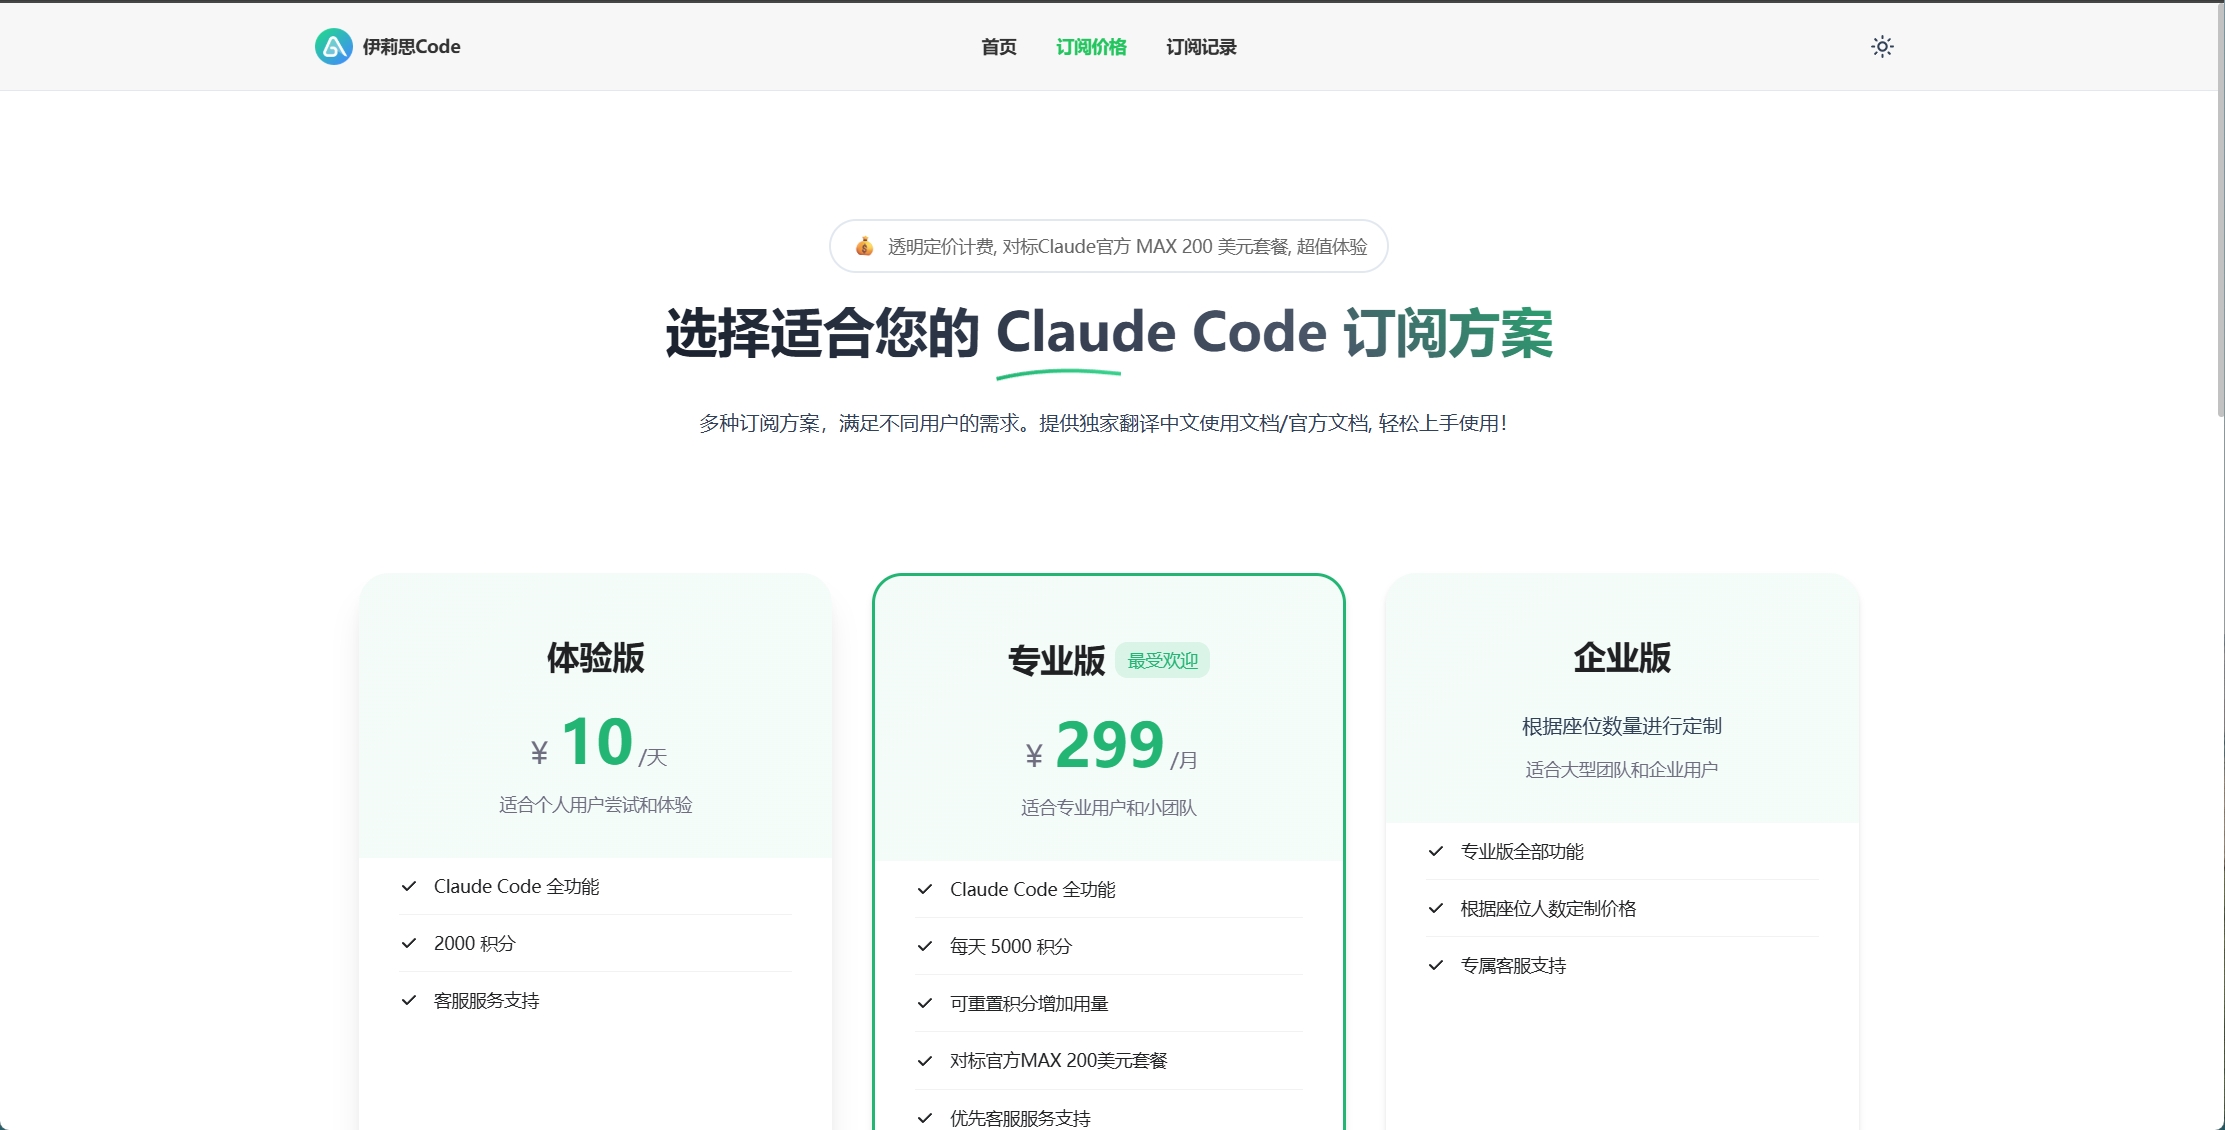 伊莉思Code
首页
订阅价格
订阅记录
透明定价计费, 对标Claude官方 MAX 200 美元套餐, 超值体验
选择适合您的 Claude Code 订阅方案
多种订阅方案，满足不同用户的需求。提供独家翻译中文使用文档/官方文档, 轻松上手使用！
体验版
¥ 10 /天
适合个人用户尝试和体验
Claude Code 全功能
2000 积分
客服服务支持
专业版 最受欢迎
¥ 299 /月
适合专业用户和小团队
Claude Code 全功能
每天 5000 积分
可重置积分增加用量
对标官方MAX 200美元套餐
优先客服服务支持
企业版
根据座位数量进行定制
适合大型团队和企业用户
专业版全部功能
根据座位人数定制价格
专属客服支持